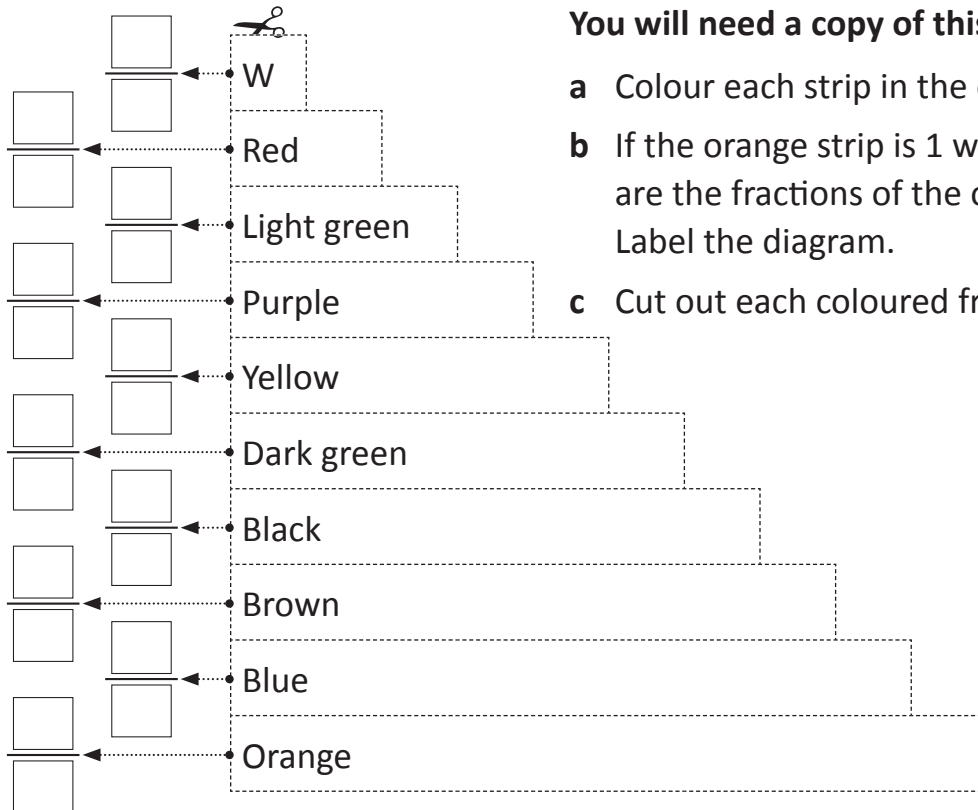 You will need a copy of
a Colour each strip in the
b If the orange strip is 1
are the fractions of the
Label the diagram.
c Cut out each coloured
W
Red
Light green
Purple
Yellow
Dark green
Black
Brown
Blue
Orange